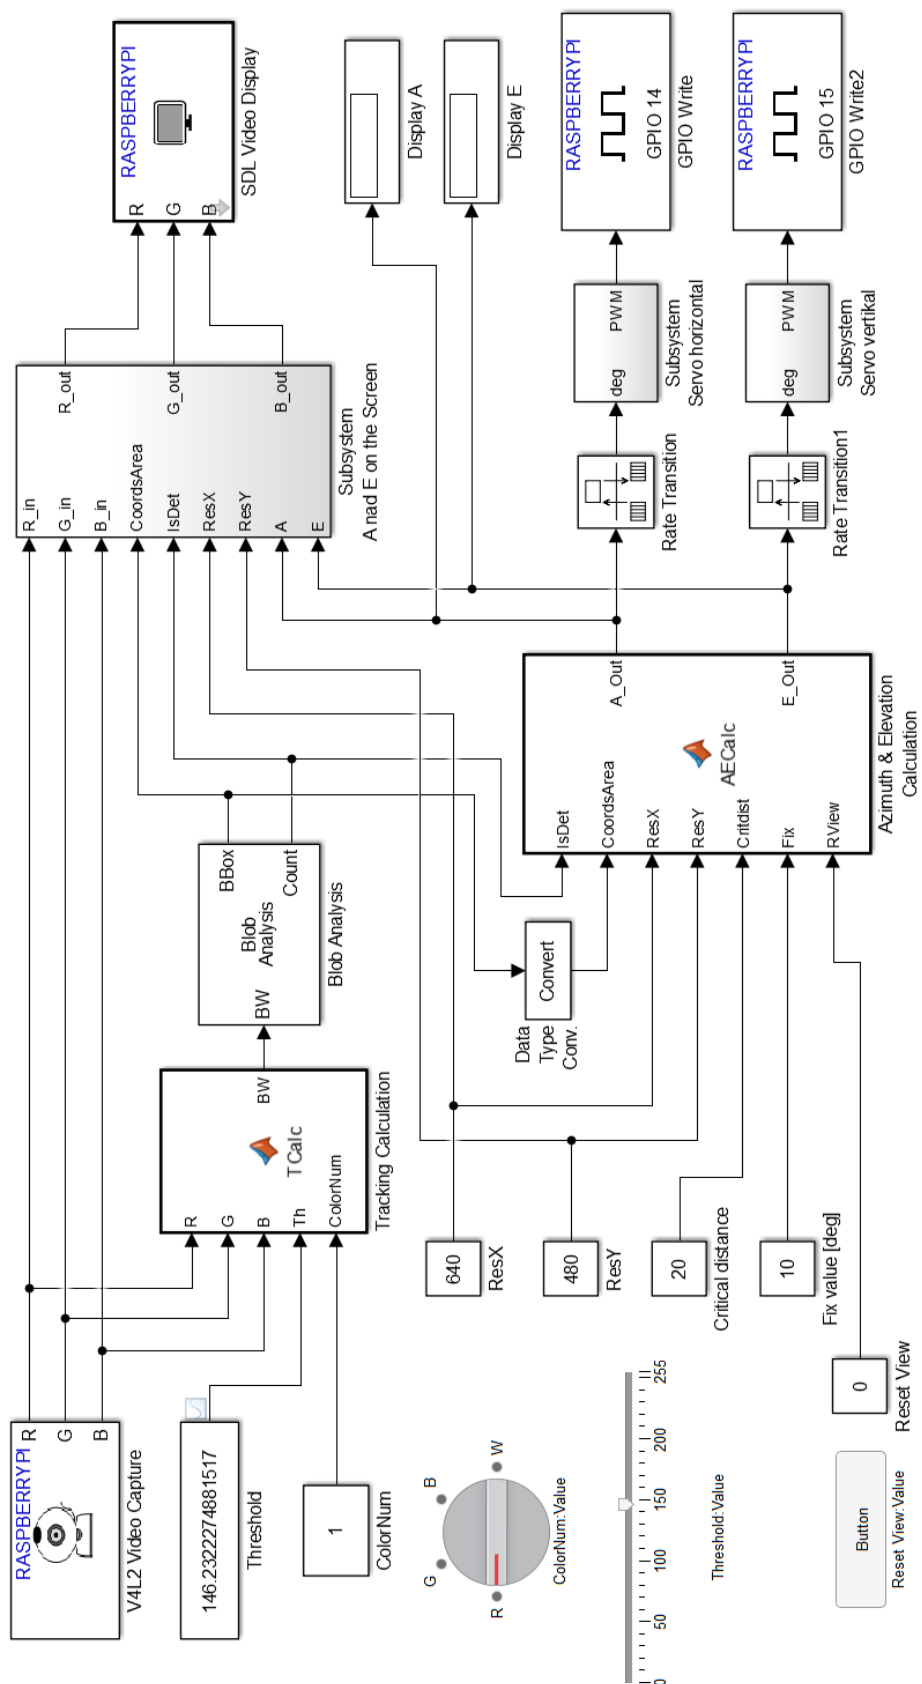 RASPBERRYPI
R
G
B
V4L2 Video Capture
146.2322274881517
Threshold
1
ColorNum
R
G
B
Th
ColorNum
TCalc
BW
Tracking Calculation
BW
Blob
Analysis
BBox
Count
Blob Analysis
R_in
G_in
B_in
CoordsArea
IsDet
ResX
ResY
A
E
R_out
G_out
B_out
Subsystem
A nad E on the Screen
RASPBERRYPI
R
G
B
SDL Video Display
Display A
Display E
640
ResX
480
ResY
20
Critical distance
10
Fix value [deg]
0
Reset View
Convert
Data
Type
Conv.
IsDet
CoordsArea
ResX
ResY
Critdist
Fix
RView
AECalc
A_Out
E_Out
Azimuth & Elevation
Calculation
Rate Transition
deg
PWM
Subsystem
Servo horizontal
RASPBERRYPI
GPIO 14
GPIO Write
Rate Transition1
deg
PWM
Subsystem
Servo vertikal
RASPBERRYPI
GPIO 15
GPIO Write2
R
G
B
W
ColorNum:Value
0
50
100
150
200
255
Threshold:Value
Button
Reset View:Value